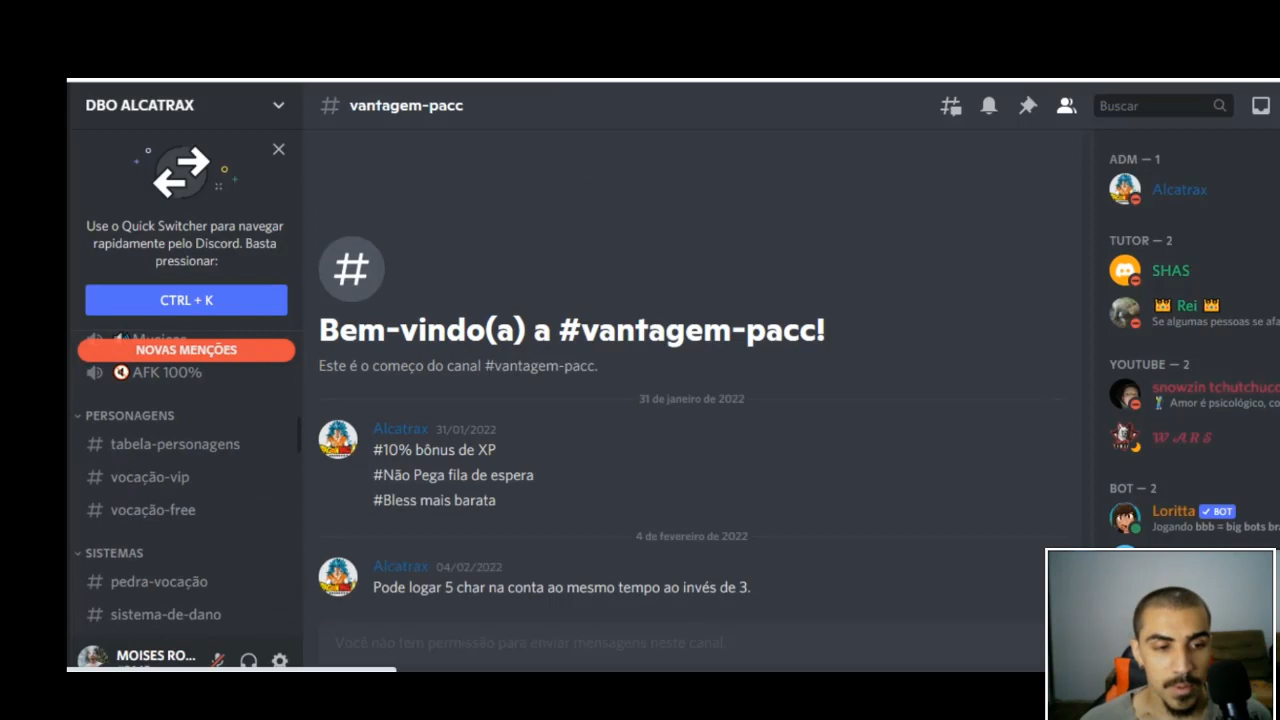 DBO ALCATRAX
Use o Quick Switcher para navegar
rapidamente pelo Discord. Basta
pressionar:
CTRL + K
NOVAS MENÇÕES
AFK 100%
PERSONAGENS
tabela-personagens
vocação-vip
vocação-free
SISTEMAS
pedra-vocação
sistema-de-dano
MOISES RO...
# vantagem-pacc
Buscar
Bem-vindo(a) a #vantagem-pacc!
Este é o começo do canal #vantagem-pacc.
31 de janeiro de 2022
Alcatrax 31/01/2022
#10% bônus de XP
#Não Pega fila de espera
#Bless mais barata
4 de fevereiro de 2022
Alcatrax 04/02/2022
Pode logar 5 char na conta ao mesmo tempo ao invés de 3.
Você não tem permissão para enviar mensagens neste canal.
ADM — 1
Alcatrax
TUTOR — 2
SHAS
Rei
Se algumas pessoas se afa
YOUTUBE — 2
snowzin tchutchuco
Amor é psicológico, co
WARS
BOT — 2
Loritta BOT
Jogando bbb = big bots br